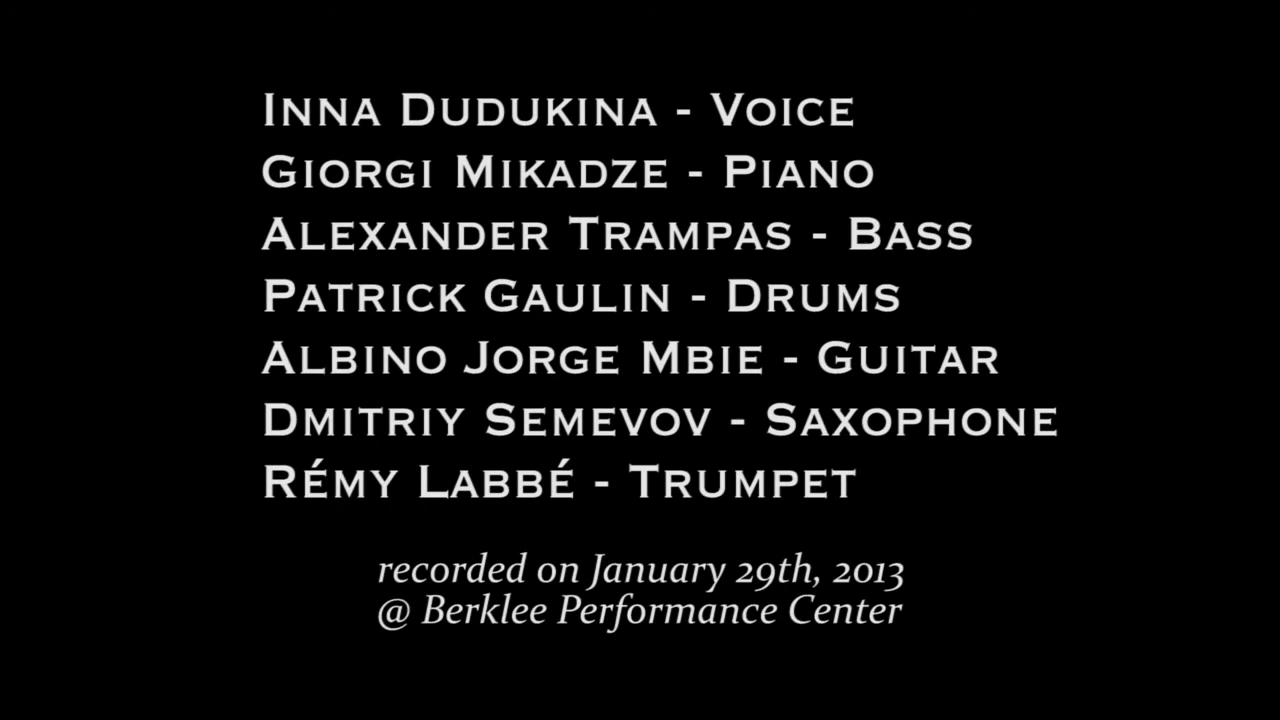 Inna Dudukina - Voice
Giorgi Mikadze - Piano
Alexander Trampas - Bass
Patrick Gaulin - Drums
Albino Jorge Mbie - Guitar
Dmitriy Semevov - Saxophone
Rémy Labbé - Trumpet
recorded on January 29th, 2013
@ Berklee Performance Center